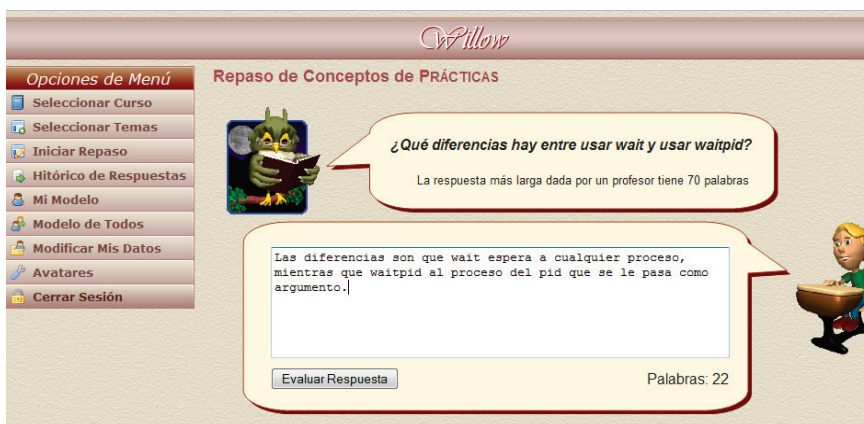 Willow
Opciones de Menú
Seleccionar Curso
Seleccionar Temas
Iniciar Repaso
Hitórico de Respuestas
Mi Modelo
Modelo de Todos
Modificar Mis Datos
Avatares
Cerrar Sesión
Repaso de Conceptos de PRÁCTICAS
¿Qué diferencias hay entre usar wait y usar waitpid?
La respuesta más larga dada por un profesor tiene 70 palabras
Las diferencias son que wait espera a cualquier proceso,
mientras que waitpid al proceso del pid que se le pasa como
argumento.
Evaluar Respuesta
Palabras: 22